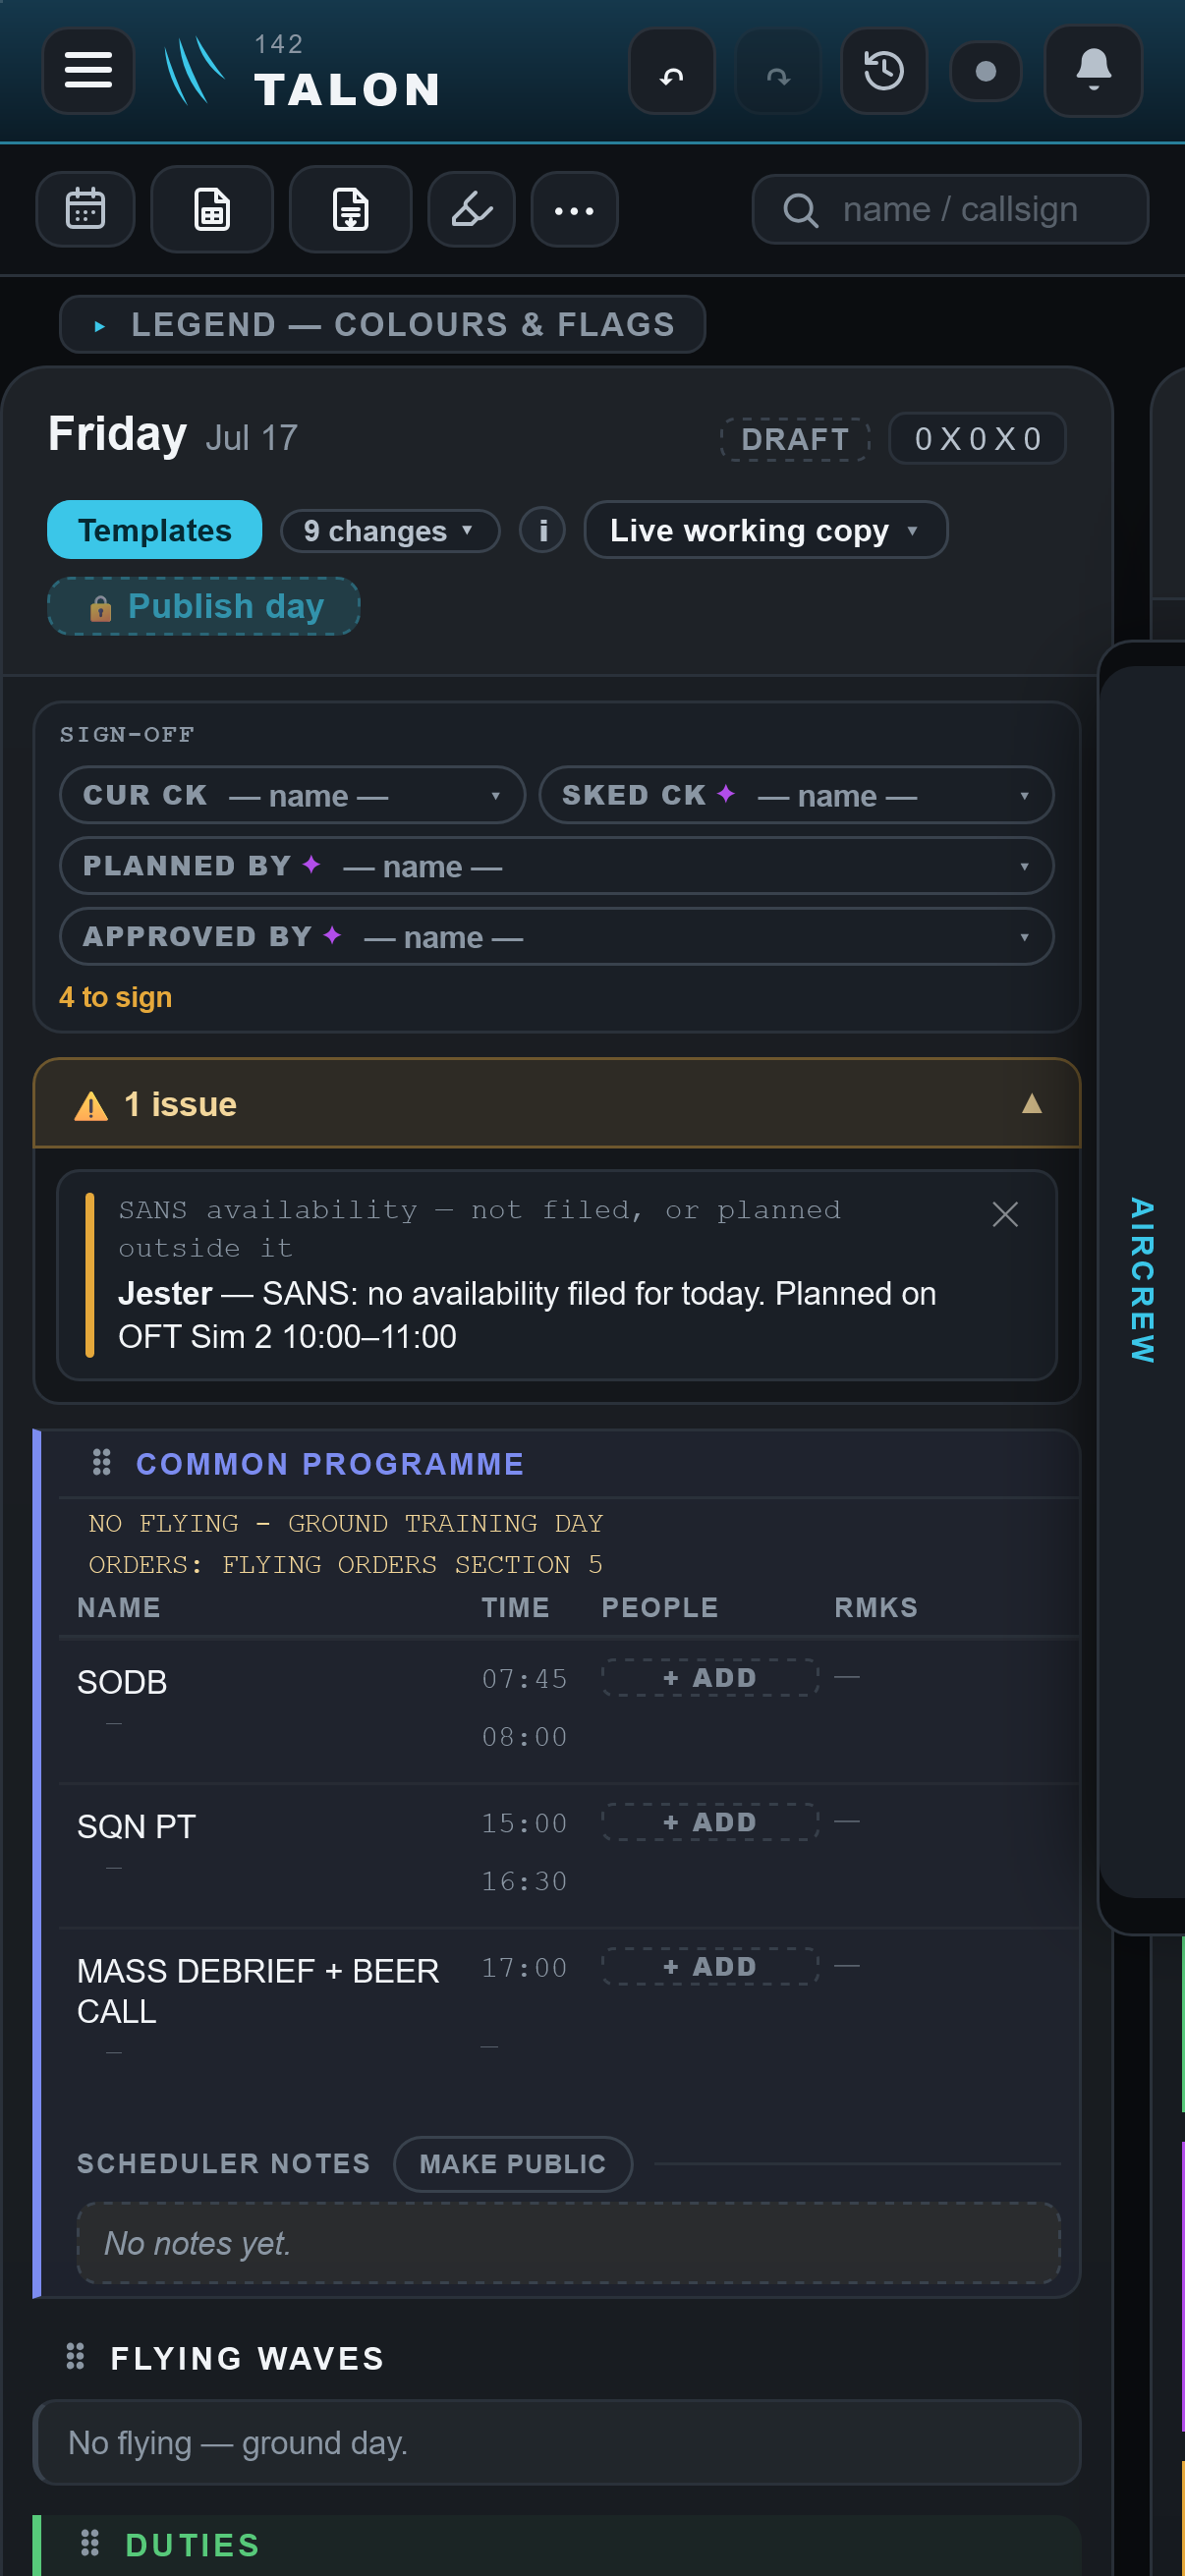 142
TALON
name / callsign
LEGEND — COLOURS & FLAGS
Friday Jul 17 DRAFT 0X0X0
Templates 9 changes i Live working copy
Publish day
SIGN-OFF
CUR CK — name — SKED CK — name —
PLANNED BY — name —
APPROVED BY — name —
4 to sign
1 issue
SANS availability — not filed, or planned
outside it
Jester — SANS: no availability filed for today. Planned on
OFT Sim 2 10:00–11:00
AIRCREW
COMMON PROGRAMME
NO FLYING - GROUND TRAINING DAY
ORDERS: FLYING ORDERS SECTION 5
NAME TIME PEOPLE RMKS
SODB 07:45 + ADD —
— 08:00
SQN PT 15:00 + ADD —
— 16:30
MASS DEBRIEF + BEER 17:00 + ADD —
CALL
— —
SCHEDULER NOTES MAKE PUBLIC
No notes yet.
FLYING WAVES
No flying — ground day.
DUTIES